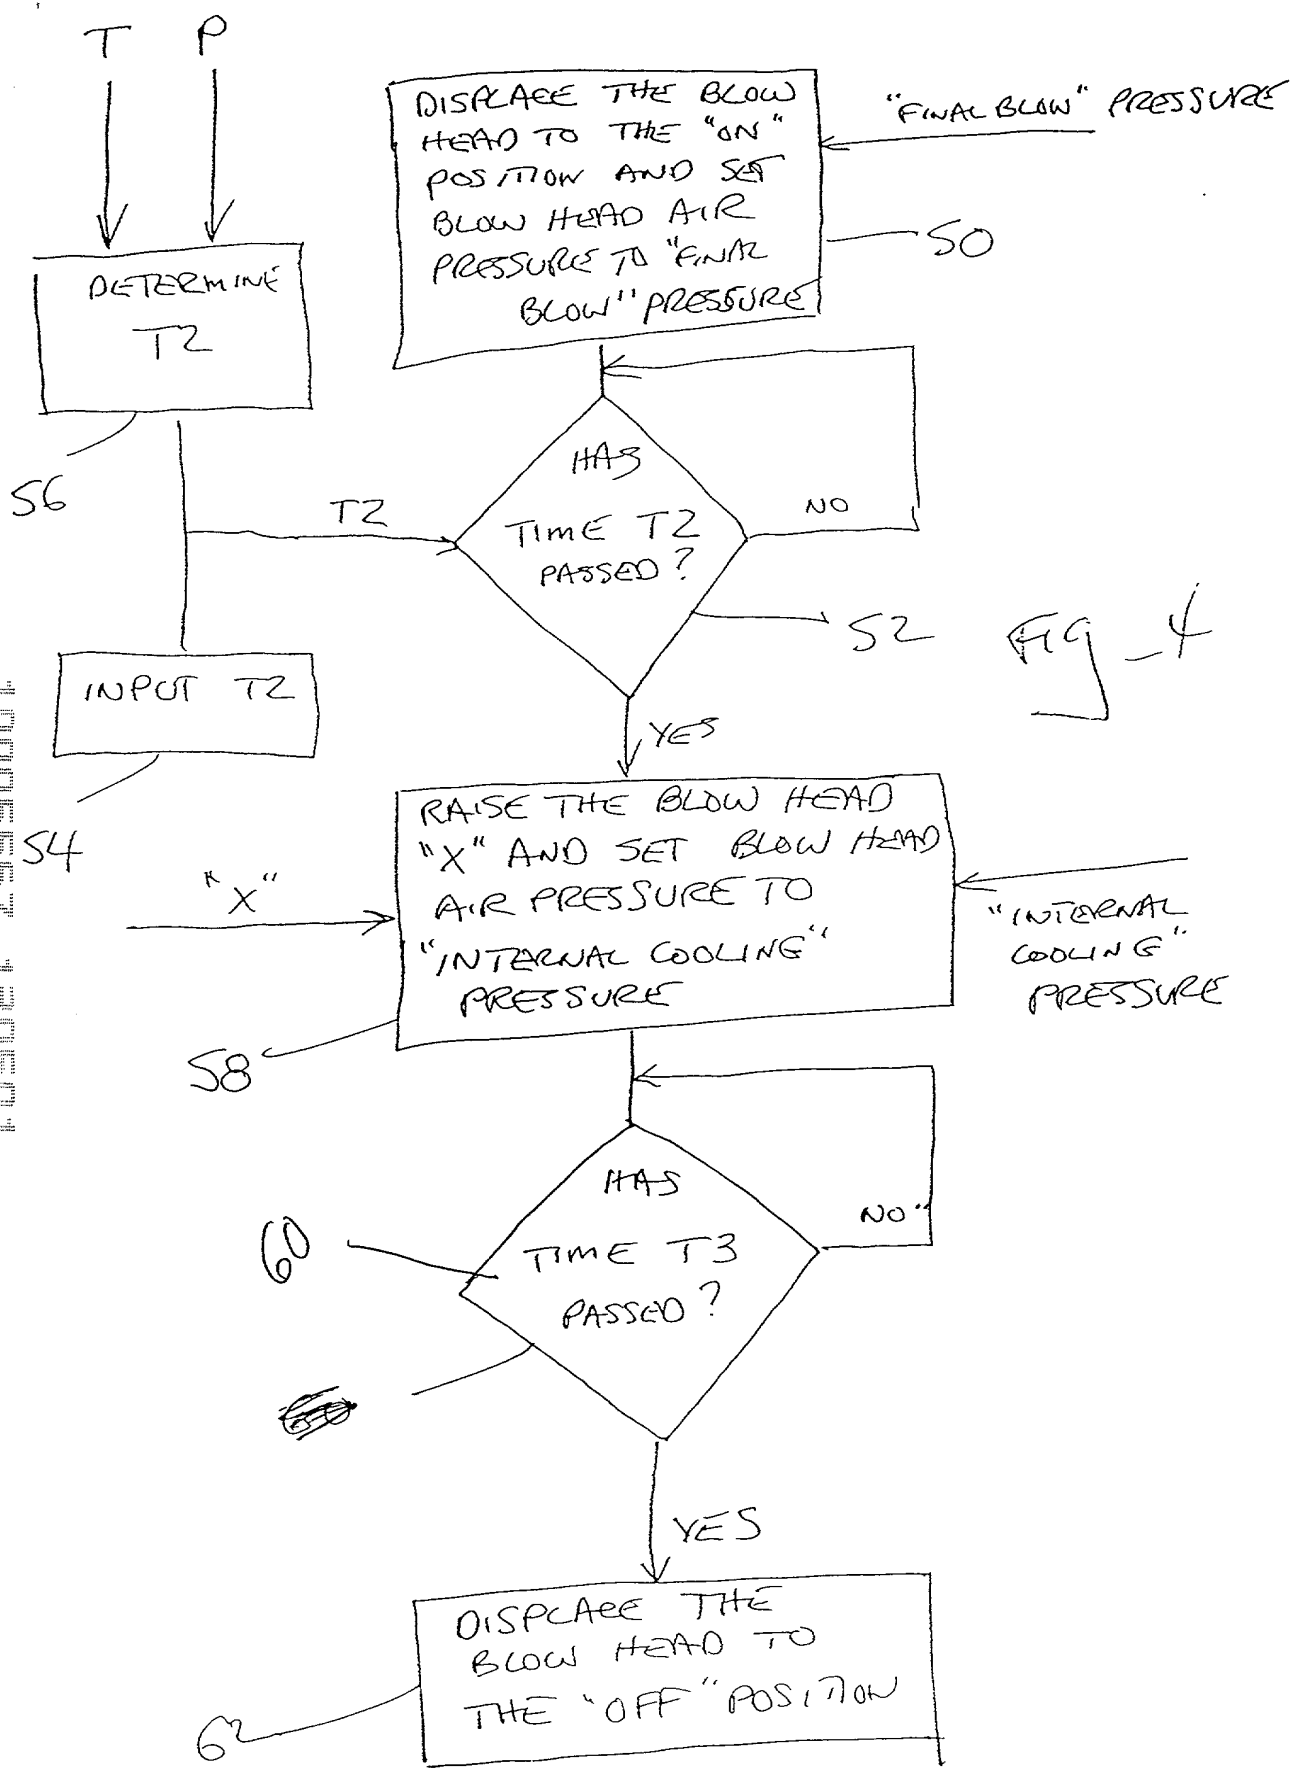 T P
DISPLACE THE BLOW
HEAD TO THE "ON"
POSITION AND SET
BLOW HEAD AIR
PRESSURE TO "FINAL
BLOW" PRESSURE
"FINAL BLOW" PRESSURE
50
DETERMINE
T2
56
T2
HAS
TIME T2
PASSED?
NO
52
Fig_4
INPUT T2
54
YES
RAISE THE BLOW HEAD
"X" AND SET BLOW HEAD
AIR PRESSURE TO
"INTERNAL COOLING"
PRESSURE
"X"
"INTERNAL
COOLING"
PRESSURE
58
HAS
TIME T3
PASSED?
NO
60
YES
DISPLACE THE
BLOW HEAD TO
THE "OFF" POSITION
62